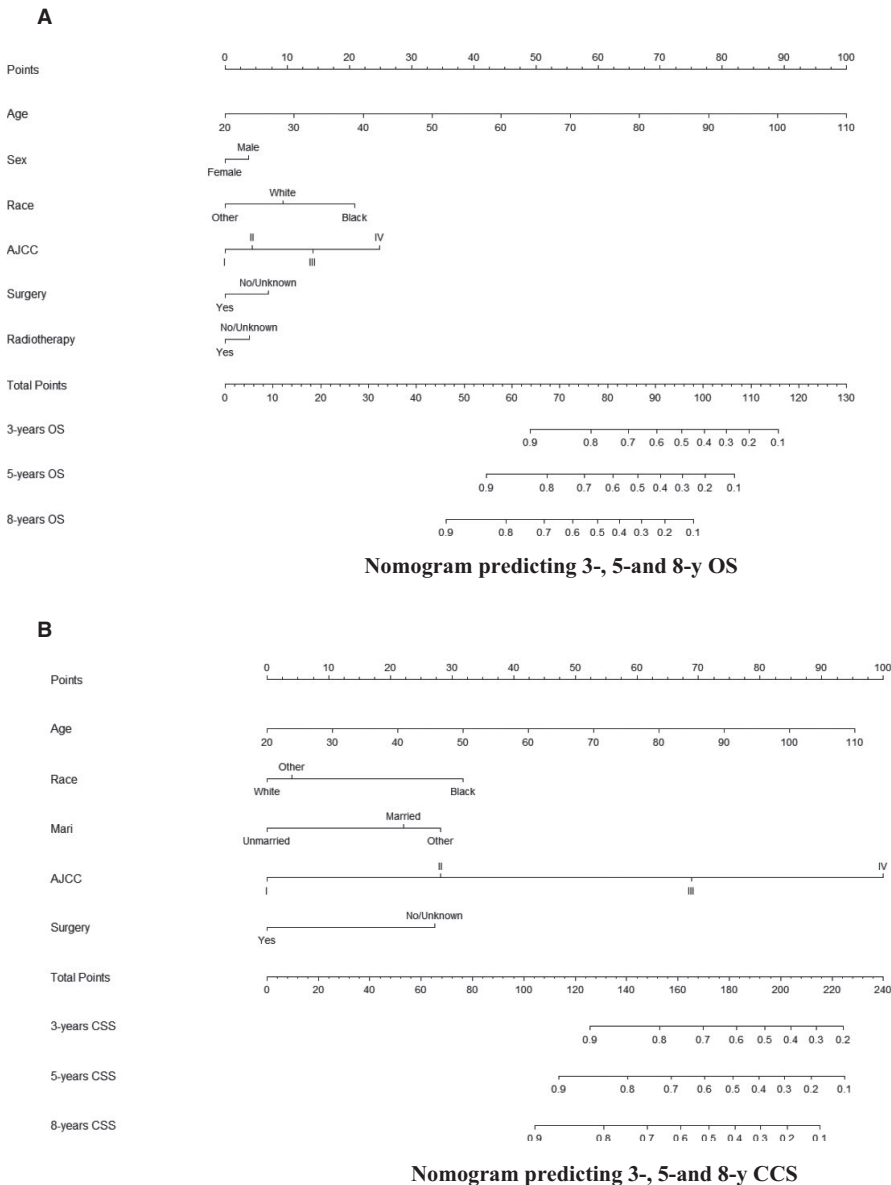 A
0 10 20 30 40 50 60 70 80 90 100
Points
Age
20 30 40 50 60 70 80 90 100 110
Male
Sex
Female
White
Race
Other Black
II IV
AJCC
I III
No/Unknown
Surgery
Yes
No/Unknown
Radiotherapy
Yes
Total Points
0 10 20 30 40 50 60 70 80 90 100 110 120 130
3-years OS
0.9 0.8 0.7 0.6 0.5 0.4 0.3 0.2 0.1
5-years OS
0.9 0.8 0.7 0.6 0.5 0.4 0.3 0.2 0.1
8-years OS
0.9 0.8 0.7 0.6 0.5 0.4 0.3 0.2 0.1
Nomogram predicting 3-, 5-and 8-y OS
B
0 10 20 30 40 50 60 70 80 90 100
Points
Age
20 30 40 50 60 70 80 90 100 110
Other
Race
White Black
Married
Mari
Unmarried Other
II IV
AJCC
I III
No/Unknown
Surgery
Yes
Total Points
0 20 40 60 80 100 120 140 160 180 200 220 240
3-years CSS
0.9 0.8 0.7 0.6 0.5 0.4 0.3 0.2
5-years CSS
0.9 0.8 0.7 0.6 0.5 0.4 0.3 0.2 0.1
8-years CSS
0.9 0.8 0.7 0.6 0.5 0.4 0.3 0.2 0.1
Nomogram predicting 3-, 5-and 8-y CCS